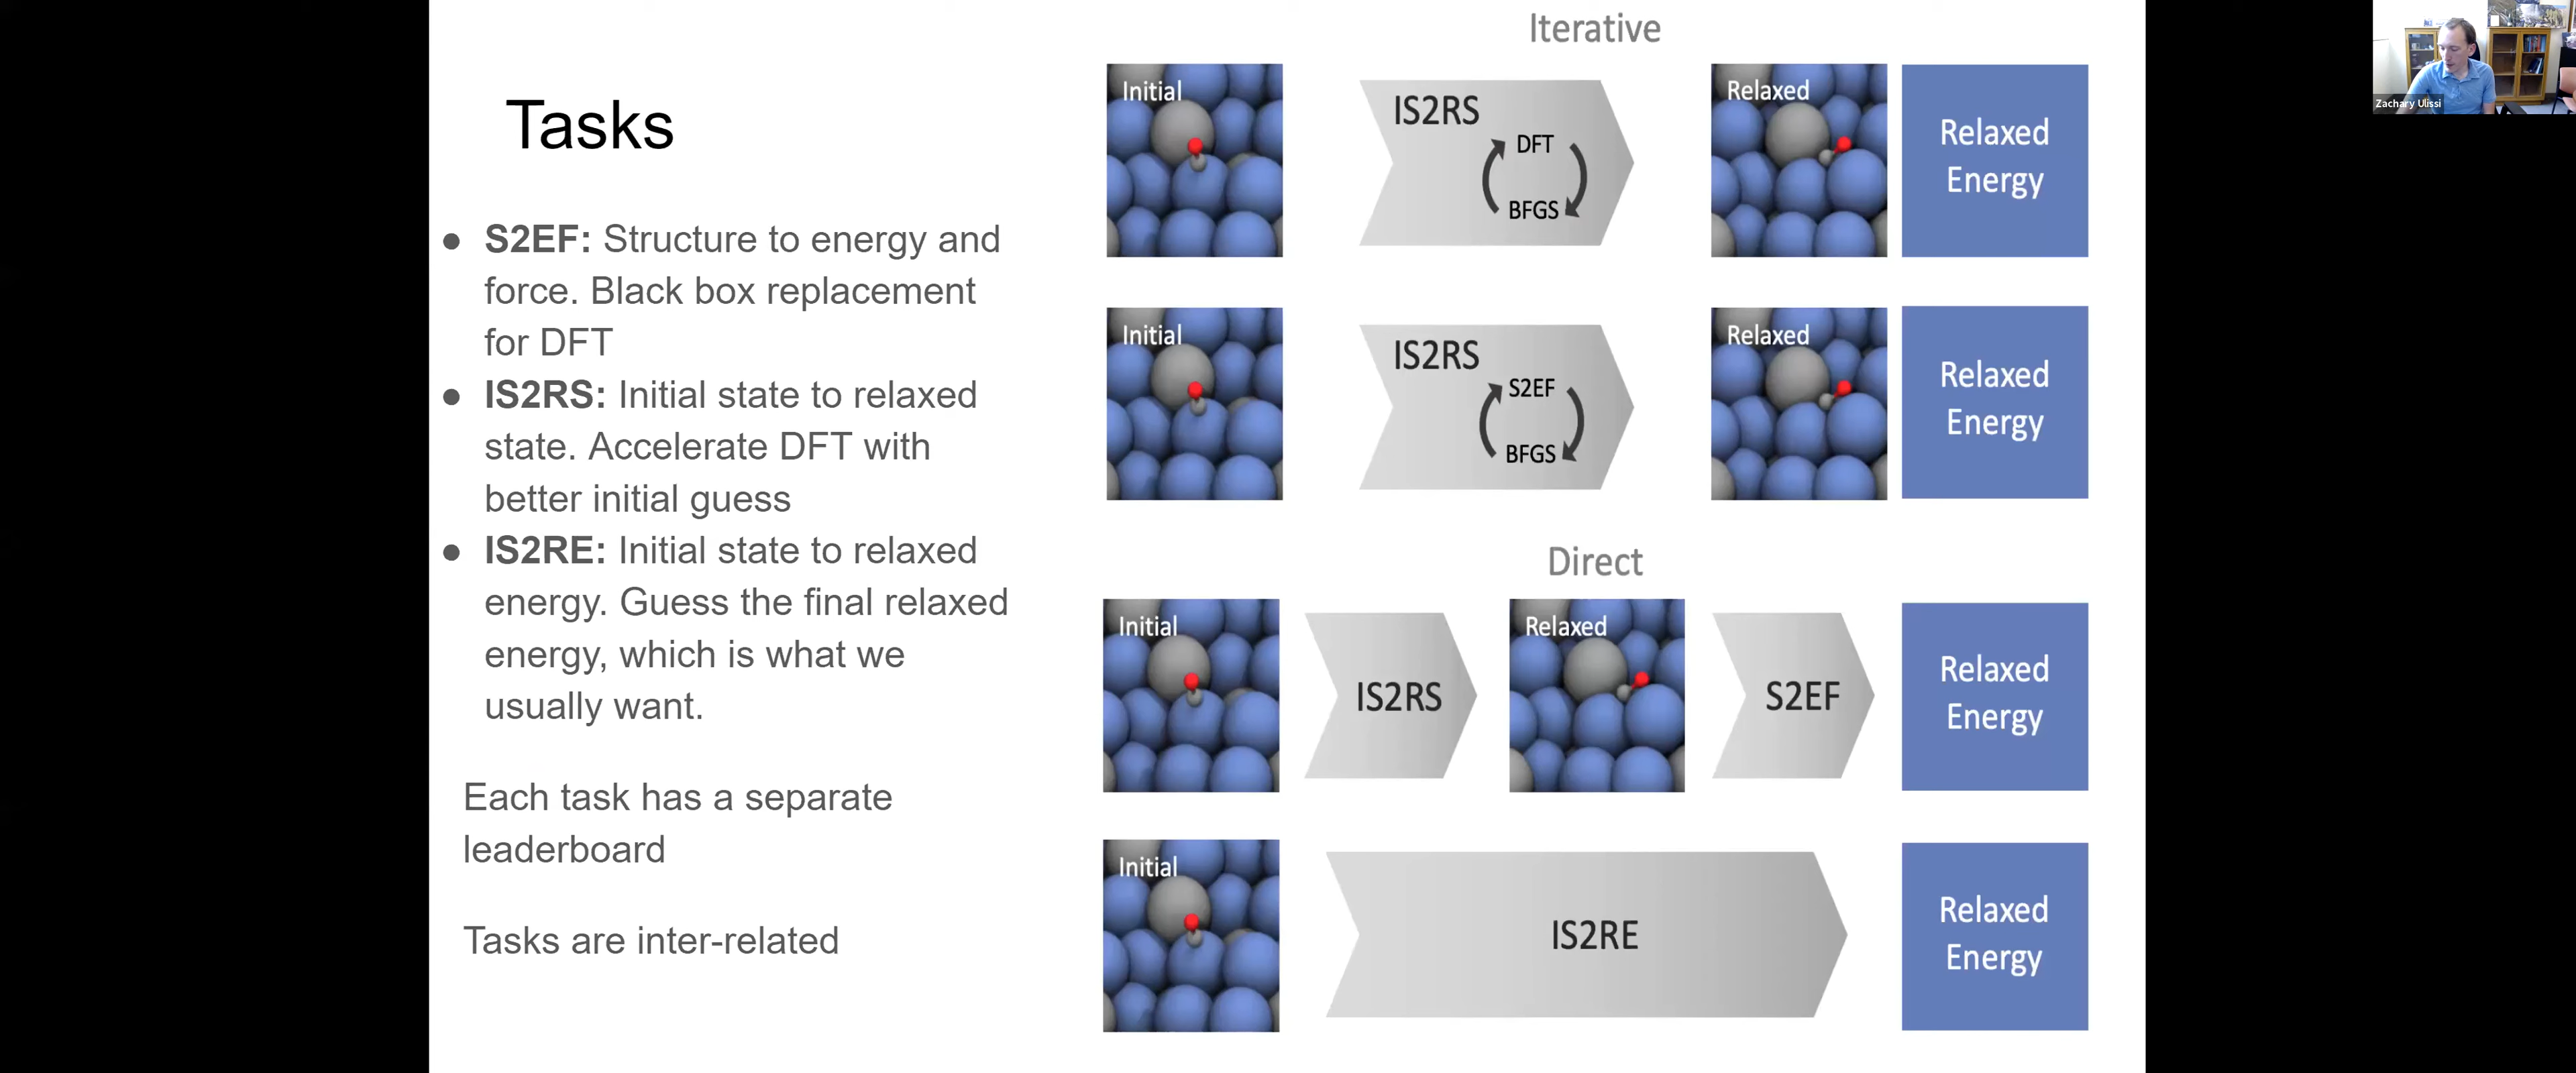 Tasks
● S2EF: Structure to energy and
force. Black box replacement
for DFT
● IS2RS: Initial state to relaxed
state. Accelerate DFT with
better initial guess
● IS2RE: Initial state to relaxed
energy. Guess the final relaxed
energy, which is what we
usually want.
Each task has a separate
leaderboard
Tasks are inter-related
Iterative
Initial
IS2RS
DFT
BFGS
Relaxed
Relaxed
Energy
Initial
IS2RS
S2EF
BFGS
Relaxed
Relaxed
Energy
Direct
Initial
IS2RS
Relaxed
S2EF
Relaxed
Energy
Initial
IS2RE
Relaxed
Energy
Zachary Ulissi